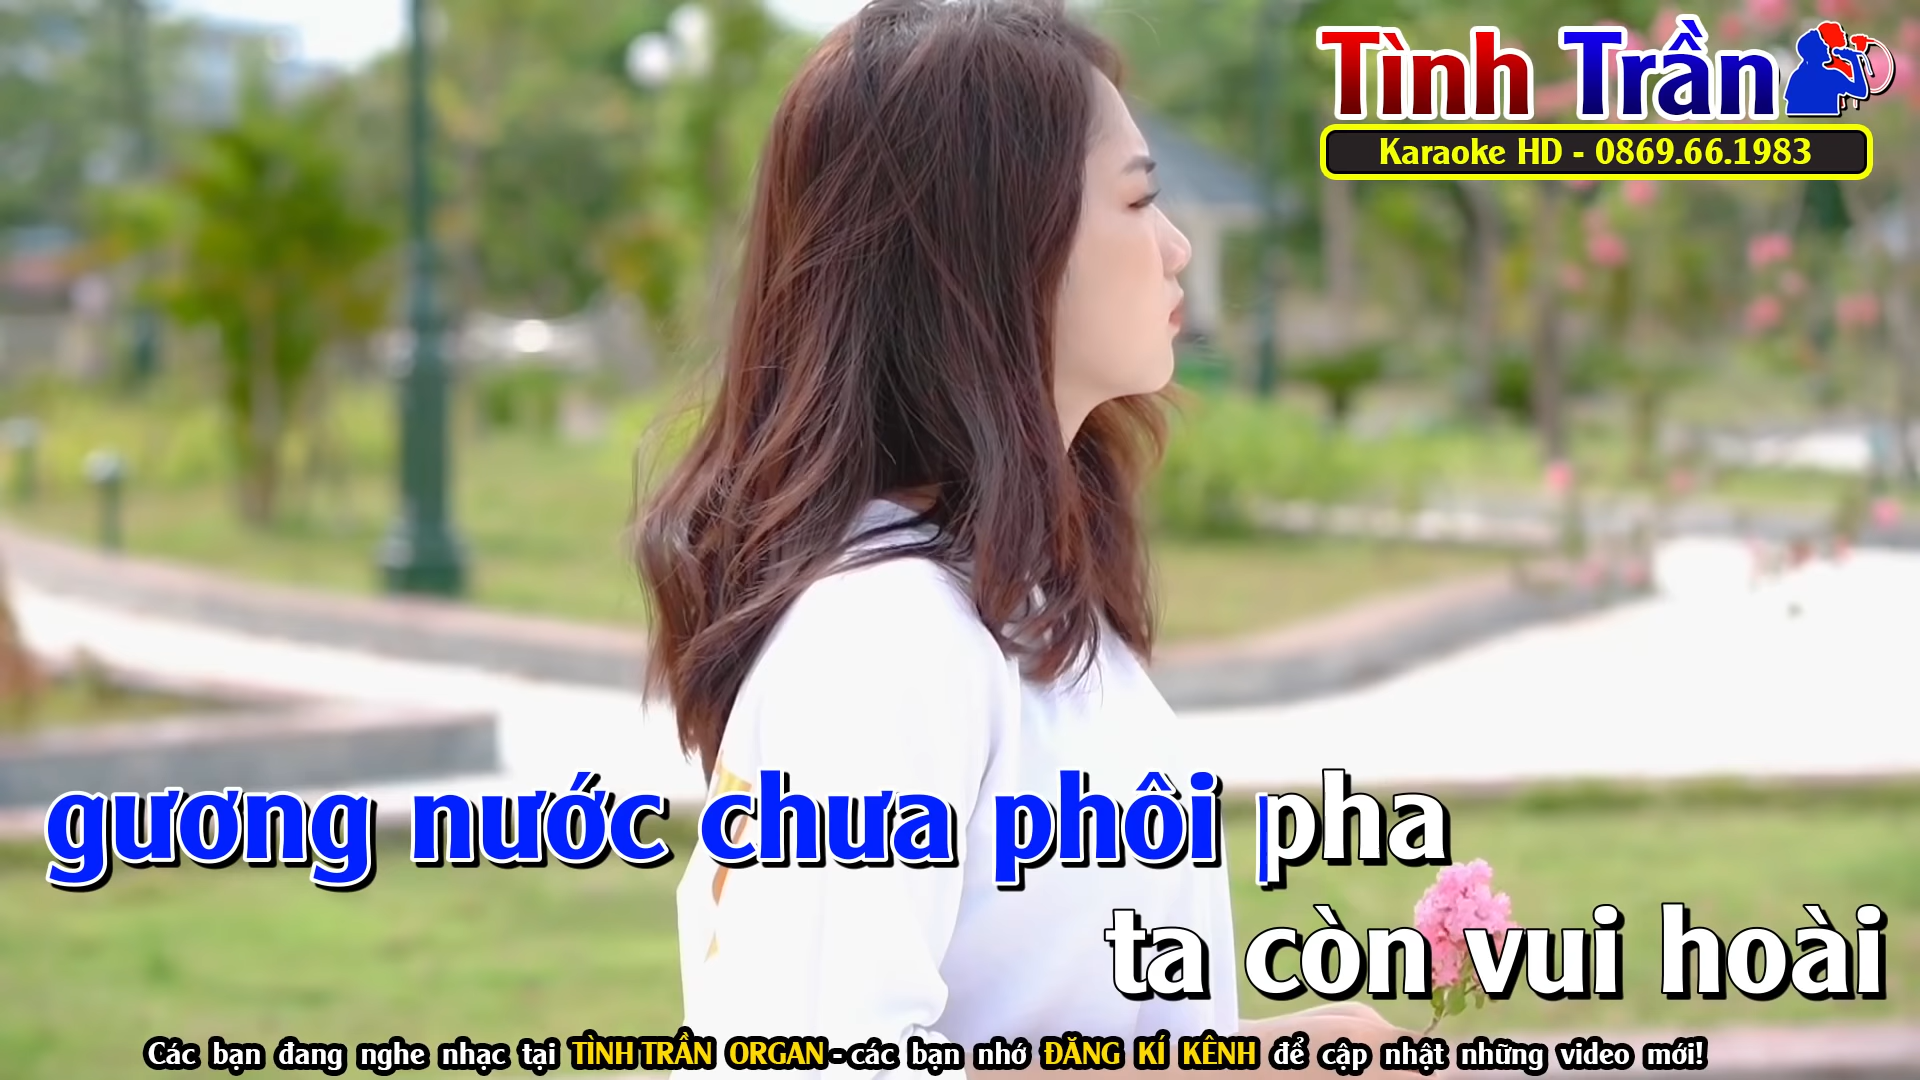 Tình Trần
Karaoke HD - 0869.66.1983
gương nước chưa phôi pha
ta còn vui hoài
Các bạn đang nghe nhạc tại TÌNH TRẦN ORGAN - các bạn nhớ ĐĂNG KÍ KÊNH để cập nhật những video mới!